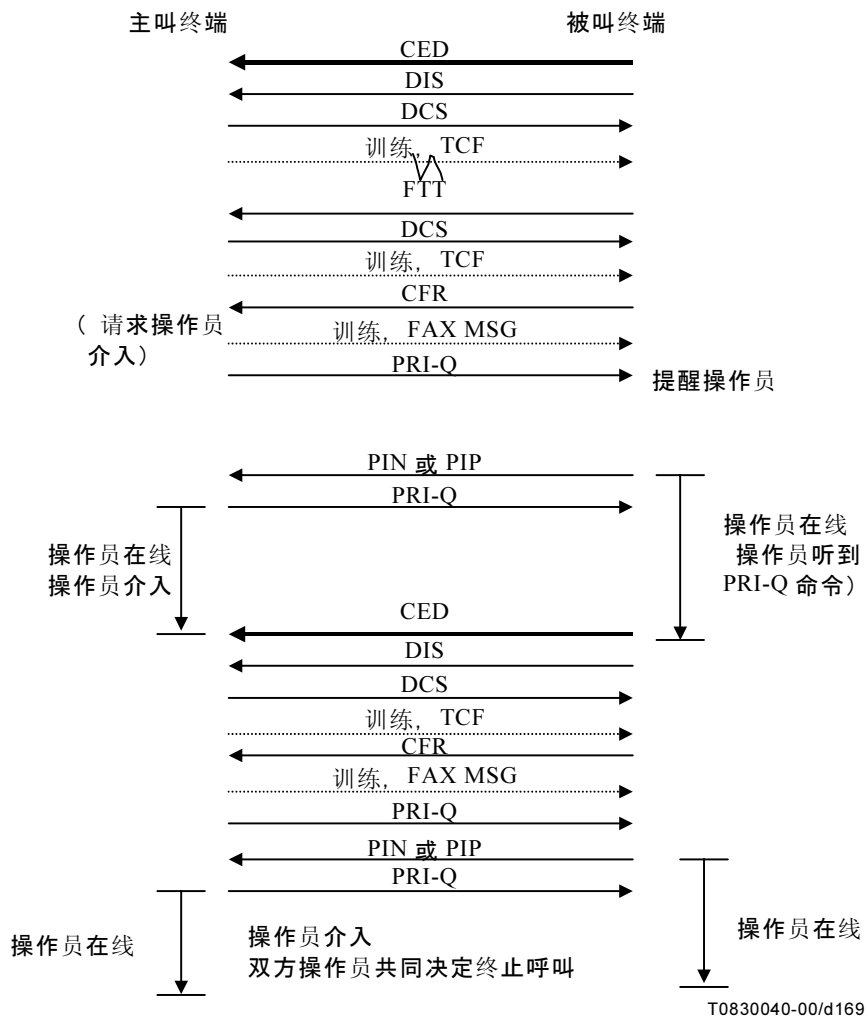 主叫终端
被叫终端
CED
DIS
DCS
训练, TCF
FTT
DCS
训练, TCF
CFR
( 请求操作员
介入)
训练, FAX MSG
PRI-Q
提醒操作员
PIN 或 PIP
PRI-Q
操作员在线
操作员介入
操作员在线
操作员听到
PRI-Q 命令)
CED
DIS
DCS
训练, TCF
CFR
训练, FAX MSG
PRI-Q
PIN 或 PIP
PRI-Q
操作员在线
操作员介入
双方操作员共同决定终止呼叫
操作员在线
T0830040-00/d169